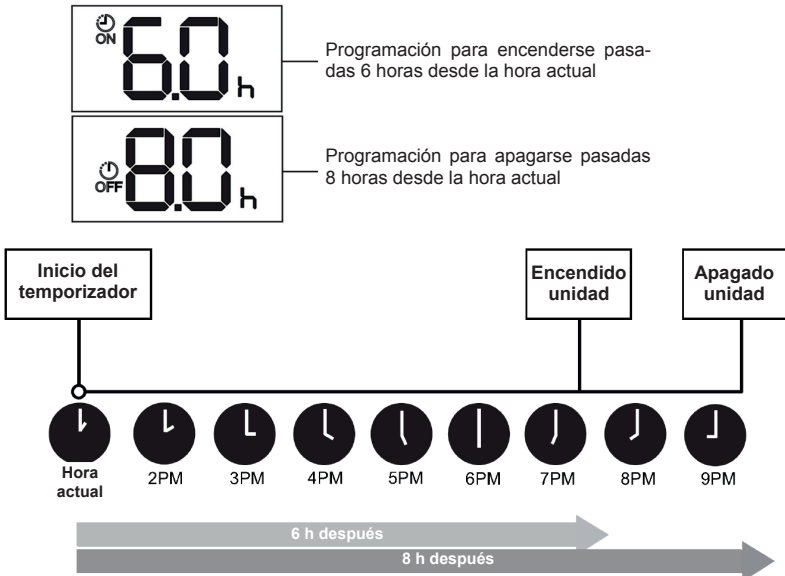 ON
6.0 h
Programación para encenderse pasa-
das 6 horas desde la hora actual
OFF
8.0 h
Programación para apagarse pasadas
8 horas desde la hora actual
Inicio del
temporizador
Encendido
unidad
Apagado
unidad
Hora
actual
2PM
3PM
4PM
5PM
6PM
7PM
8PM
9PM
6 h después
8 h después